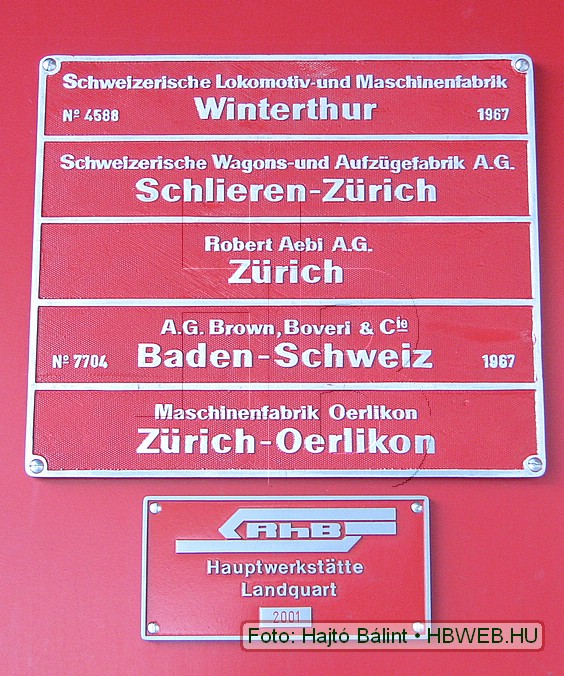 Schweizerische Lokomotiv-und Maschinenfabrik
Nº 4588 Winterthur 1967
Schweizerische Wagons-und Aufzügefabrik A.G.
Schlieren-Zürich
Robert Aebi A.G.
Zürich
A.G. Brown, Boveri & Cie
Nº 7704 Baden-Schweiz 1967
Maschinenfabrik Oerlikon
Zürich-Oerlikon
RhB
Hauptwerkstätte
Landquart
2001
Foto: Hajtó Bálint • HBWEB.HU